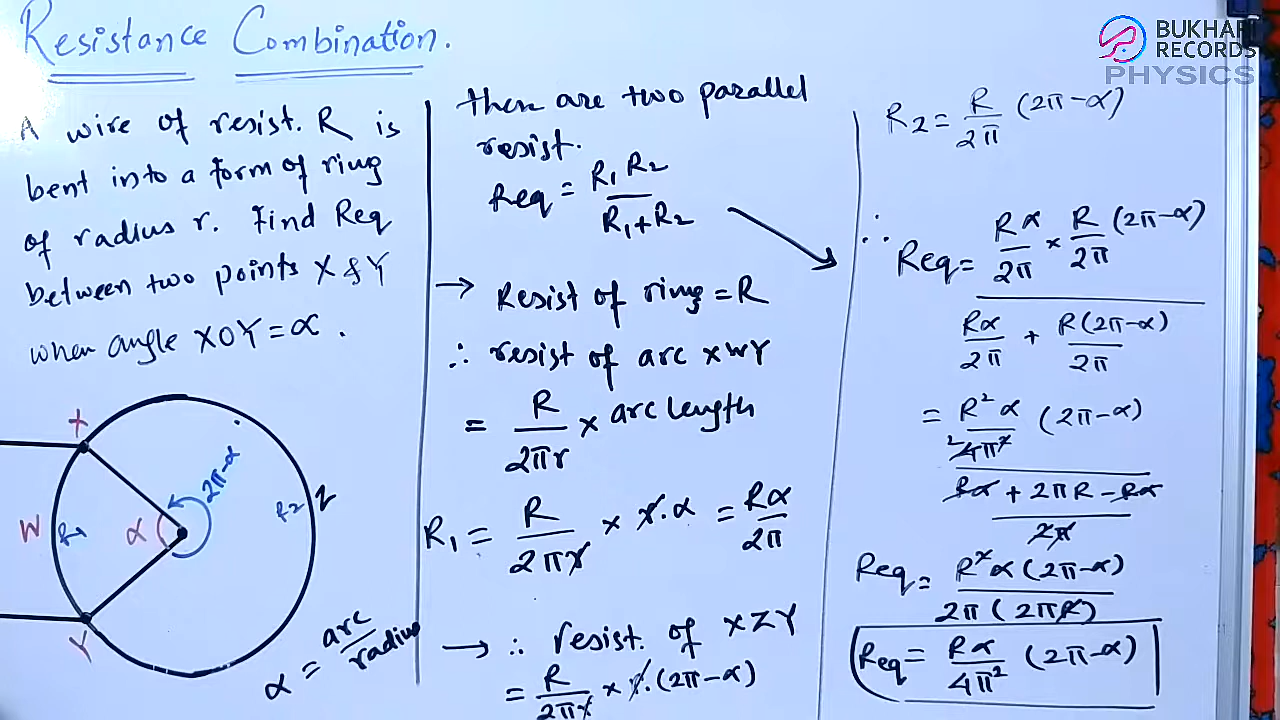 Resistance Combination.
BUKHARI
RECORDS
PHYSICS
A wire of resist. R is
bent into a form of ring
of radius r. Find Req
between two points X & Y
when angle XOY = α.
X
W
R1
α
2π-α
R2
Z
Y
α = arc/radius
then are two parallel
resist.
Req = R1 R2 / R1+R2
→ Resist of ring = R
∴ resist of arc XWY
= R/2πr × arc length
R1 = R/2πr × r.α = Rα/2π
→ ∴ resist. of XZY
= R/2πr × r.(2π-α)
R2 = R/2π (2π-α)
∴ Req = Rα/2π × R/2π (2π-α)
Rα/2π + R(2π-α)/2π
= R²α/4π² (2π-α)
Rα + 2πR - Rα
2π
Req = R²α(2π-α)
2π(2πR)
Req = Rα/4π² (2π-α)